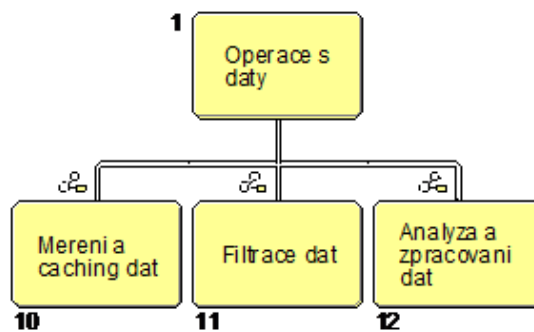 1
Operace s
daty
Mereni a
caching dat
Filtrace dat
Analyza a
zpracovani
dat
10
11
12